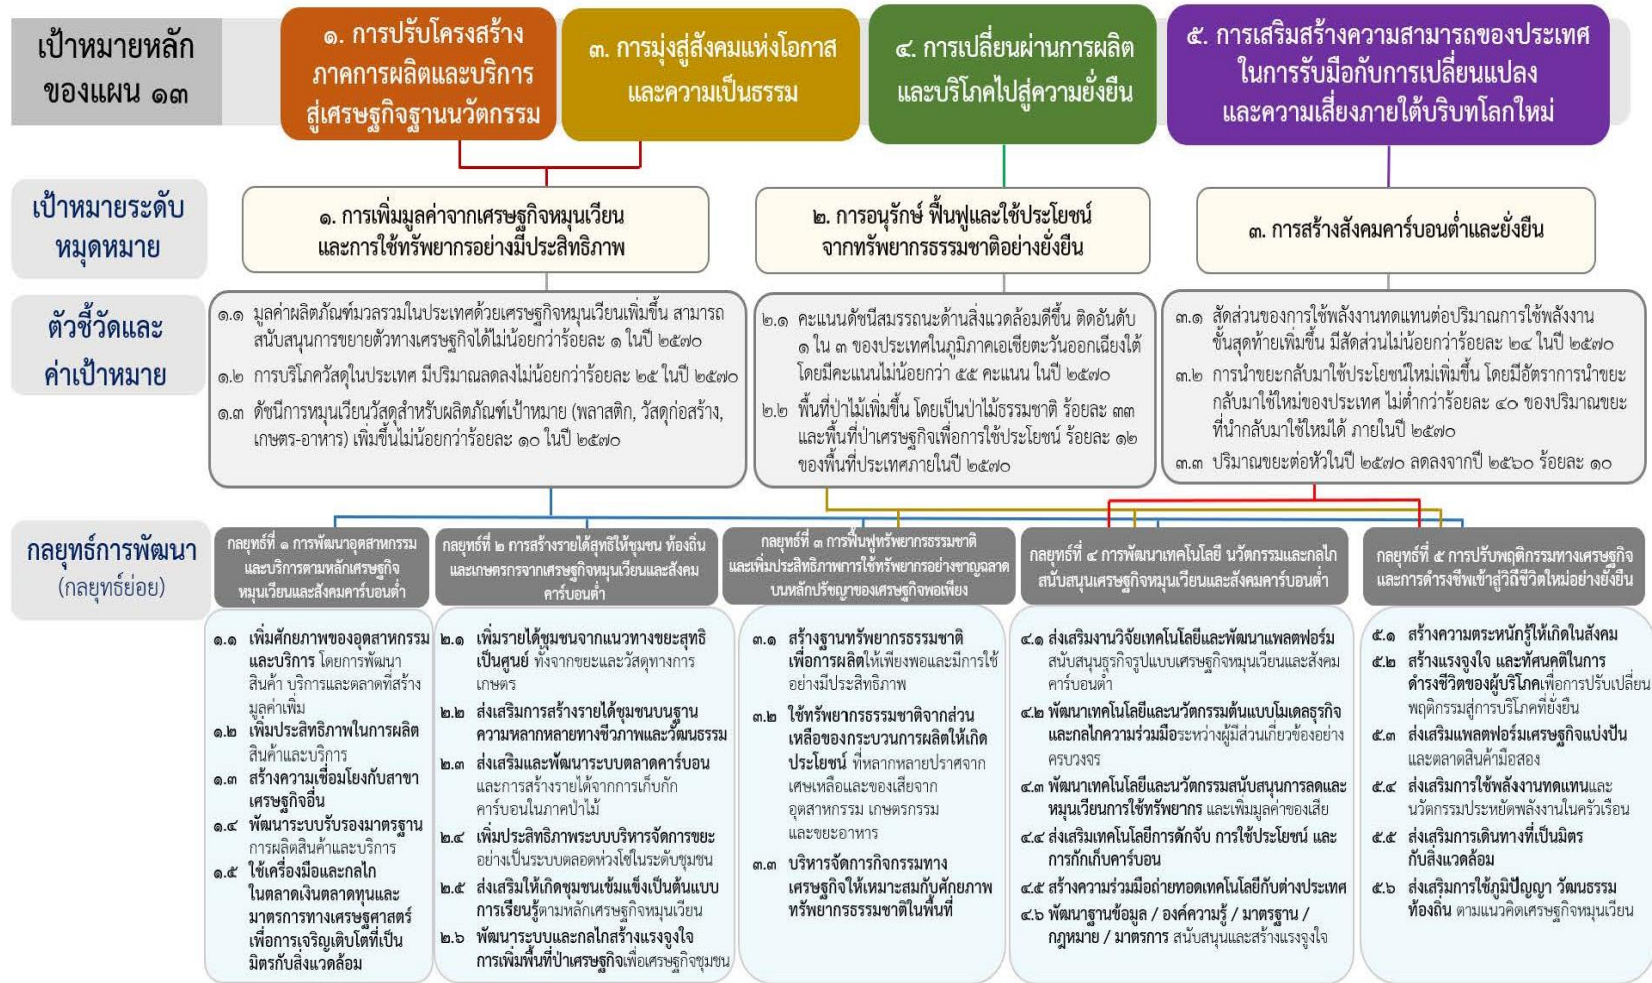 เป้าหมายหลัก
ของแผน ๑๓
๑. การปรับโครงสร้าง
ภาคการผลิตและบริการ
สู่เศรษฐกิจฐานนวัตกรรม
๓. การมุ่งสู่สังคมแห่งโอกาส
และความเป็นธรรม
๔. การเปลี่ยนผ่านการผลิต
และบริโภคไปสู่ความยั่งยืน
๕. การเสริมสร้างความสามารถของประเทศ
ในการรับมือกับการเปลี่ยนแปลง
และความเสี่ยงภายใต้บริบทโลกใหม่
เป้าหมายระดับ
หมุดหมาย
๑. การเพิ่มมูลค่าจากเศรษฐกิจหมุนเวียน
และการใช้ทรัพยากรอย่างมีประสิทธิภาพ
๒. การอนุรักษ์ ฟื้นฟูและใช้ประโยชน์
จากทรัพยากรธรรมชาติอย่างยั่งยืน
๓. การสร้างสังคมคาร์บอนต่ำและยั่งยืน
ตัวชี้วัดและ
ค่าเป้าหมาย
๑.๑ มูลค่าผลิตภัณฑ์มวลรวมในประเทศด้วยเศรษฐกิจหมุนเวียนเพิ่มขึ้น สามารถ
สนับสนุนการขยายตัวทางเศรษฐกิจได้ไม่น้อยกว่าร้อยละ ๑ ในปี ๒๕๗๐
๑.๒ การบริโภควัสดุในประเทศ มีปริมาณลดลงไม่น้อยกว่าร้อยละ ๒๕ ในปี ๒๕๗๐
๑.๓ ดัชนีการหมุนเวียนวัสดุสำหรับผลิตภัณฑ์เป้าหมาย (พลาสติก, วัสดุก่อสร้าง,
เกษตร-อาหาร) เพิ่มขึ้นไม่น้อยกว่าร้อยละ ๑๐ ในปี ๒๕๗๐
๒.๑ คะแนนดัชนีสมรรถนะด้านสิ่งแวดล้อมดีขึ้น ติดอันดับ
๑ ใน ๓ ของประเทศในภูมิภาคเอเชียตะวันออกเฉียงใต้
โดยมีคะแนนไม่น้อยกว่า ๕๕ คะแนน ในปี ๒๕๗๐
๒.๒ พื้นที่ป่าไม้เพิ่มขึ้น โดยเป็นป่าไม้ธรรมชาติ ร้อยละ ๓๓
และพื้นที่ป่าเศรษฐกิจเพื่อการใช้ประโยชน์ ร้อยละ ๑๒
ของพื้นที่ประเทศภายในปี ๒๕๗๐
๓.๑ สัดส่วนของการใช้พลังงานทดแทนต่อปริมาณการใช้พลังงาน
ขั้นสุดท้ายเพิ่มขึ้น มีสัดส่วนไม่น้อยกว่าร้อยละ ๒๔ ในปี ๒๕๗๐
๓.๒ การนำขยะกลับมาใช้ประโยชน์ใหม่เพิ่มขึ้น โดยมีอัตราการนำขยะ
กลับมาใช้ใหม่ของประเทศ ไม่ต่ำกว่าร้อยละ ๔๐ ของปริมาณขยะ
ที่นำกลับมาใช้ใหม่ได้ ภายในปี ๒๕๗๐
๓.๓ ปริมาณขยะต่อหัวในปี ๒๕๗๐ ลดลงจากปี ๒๕๖๐ ร้อยละ ๑๐
กลยุทธ์การพัฒนา
(กลยุทธ์ย่อย)
กลยุทธ์ที่ ๑ การพัฒนาอุตสาหกรรม
และบริการตามหลักเศรษฐกิจ
หมุนเวียนและสังคมคาร์บอนต่ำ
๑.๑ เพิ่มศักยภาพของอุตสาหกรรม
และบริการ โดยการพัฒนา
สินค้า บริการและตลาดที่สร้าง
มูลค่าเพิ่ม
๑.๒ เพิ่มประสิทธิภาพในการผลิต
สินค้าและบริการ
๑.๓ สร้างความเชื่อมโยงกับสาขา
เศรษฐกิจอื่น
๑.๔ พัฒนาระบบรับรองมาตรฐาน
การผลิตสินค้าและบริการ
๑.๕ ใช้เครื่องมือและกลไก
ในตลาดเงินตลาดทุนและ
มาตรการทางเศรษฐศาสตร์
เพื่อการเจริญเติบโตที่เป็น
มิตรกับสิ่งแวดล้อม
กลยุทธ์ที่ ๒ การสร้างรายได้สุทธิให้ชุมชน ท้องถิ่น
และเกษตรกรจากเศรษฐกิจหมุนเวียนและสังคม
คาร์บอนต่ำ
๒.๑ เพิ่มรายได้ชุมชนจากแนวทางขยะสุทธิ
เป็นศูนย์ ทั้งจากขยะและวัสดุทางการ
เกษตร
๒.๒ ส่งเสริมการสร้างรายได้ชุมชนบนฐาน
ความหลากหลายทางชีวภาพและวัฒนธรรม
๒.๓ ส่งเสริมและพัฒนาระบบตลาดคาร์บอน
และการสร้างรายได้จากการเก็บกัก
คาร์บอนในภาคป่าไม้
๒.๔ เพิ่มประสิทธิภาพระบบบริหารจัดการขยะ
อย่างเป็นระบบตลอดห่วงโซ่ในระดับชุมชน
๒.๕ ส่งเสริมให้เกิดชุมชนเข้มแข็งเป็นต้นแบบ
การเรียนรู้ตามหลักเศรษฐกิจหมุนเวียน
๒.๖ พัฒนาระบบและกลไกสร้างแรงจูงใจ
การเพิ่มพื้นที่ป่าเศรษฐกิจเพื่อเศรษฐกิจชุมชน
กลยุทธ์ที่ ๓ การฟื้นฟูทรัพยากรธรรมชาติ
และเพิ่มประสิทธิภาพการใช้ทรัพยากรอย่างชาญฉลาด
บนหลักปรัชญาของเศรษฐกิจพอเพียง
๓.๑ สร้างฐานทรัพยากรธรรมชาติ
เพื่อการผลิตให้เพียงพอและมีการใช้
อย่างมีประสิทธิภาพ
๓.๒ ใช้ทรัพยากรธรรมชาติจากส่วน
เหลือของกระบวนการผลิตให้เกิด
ประโยชน์ ที่หลากหลายปราศจาก
เศษเหลือและของเสียจาก
อุตสาหกรรม เกษตรกรรม
และขยะอาหาร
๓.๓ บริหารจัดการกิจกรรมทาง
เศรษฐกิจให้เหมาะสมกับศักยภาพ
ทรัพยากรธรรมชาติในพื้นที่
กลยุทธ์ที่ ๔ การพัฒนาเทคโนโลยี นวัตกรรมและกลไก
สนับสนุนเศรษฐกิจหมุนเวียนและสังคมคาร์บอนต่ำ
๔.๑ ส่งเสริมงานวิจัยเทคโนโลยีและพัฒนาแพลตฟอร์ม
สนับสนุนธุรกิจรูปแบบเศรษฐกิจหมุนเวียนและสังคม
คาร์บอนต่ำ
๔.๒ พัฒนาเทคโนโลยีและนวัตกรรมต้นแบบโมเดลธุรกิจ
และกลไกความร่วมมือระหว่างผู้มีส่วนเกี่ยวข้องอย่าง
ครบวงจร
๔.๓ พัฒนาเทคโนโลยีและนวัตกรรมสนับสนุนการลดและ
หมุนเวียนการใช้ทรัพยากร และเพิ่มมูลค่าของเสีย
๔.๔ ส่งเสริมเทคโนโลยีการดักจับ การใช้ประโยชน์ และ
การกักเก็บคาร์บอน
๔.๕ สร้างความร่วมมือถ่ายทอดเทคโนโลยีกับต่างประเทศ
๔.๖ พัฒนาฐานข้อมูล / องค์ความรู้ / มาตรฐาน /
กฎหมาย / มาตรการ สนับสนุนและสร้างแรงจูงใจ
กลยุทธ์ที่ ๕ การปรับพฤติกรรมทางเศรษฐกิจ
และการดำรงชีพเข้าสู่วิถีชีวิตใหม่อย่างยั่งยืน
๕.๑ สร้างความตระหนักรู้ให้เกิดในสังคม
๕.๒ สร้างแรงจูงใจ และทัศนคติในการ
ดำรงชีวิตของผู้บริโภคเพื่อการปรับเปลี่ยน
พฤติกรรมสู่การบริโภคที่ยั่งยืน
๕.๓ ส่งเสริมแพลตฟอร์มเศรษฐกิจแบ่งปัน
และตลาดสินค้ามือสอง
๕.๔ ส่งเสริมการใช้พลังงานทดแทนและ
นวัตกรรมประหยัดพลังงานในครัวเรือน
๕.๕ ส่งเสริมการเดินทางที่เป็นมิตร
กับสิ่งแวดล้อม
๕.๖ ส่งเสริมการใช้ภูมิปัญญา วัฒนธรรม
ท้องถิ่น ตามแนวคิดเศรษฐกิจหมุนเวียน